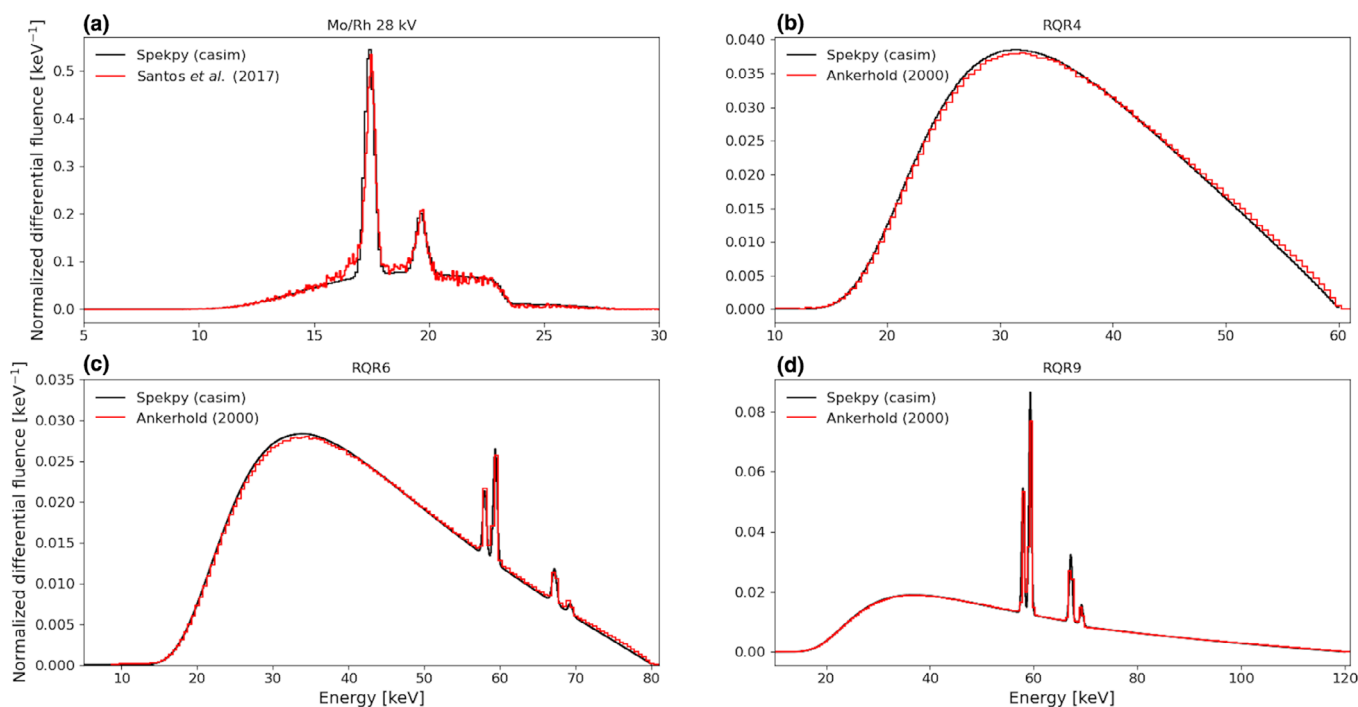 (a)
Mo/Rh 28 kV
Spekpy (casim)
Santos et al. (2017)
Normalized differential fluence [keV⁻¹]
0.5
0.4
0.3
0.2
0.1
0.0
5 10 15 20 25 30
(b)
RQR4
Spekpy (casim)
Ankerhold (2000)
0.040
0.035
0.030
0.025
0.020
0.015
0.010
0.005
0.000
10 20 30 40 50 60
(c)
RQR6
Spekpy (casim)
Ankerhold (2000)
Normalized differential fluence [keV⁻¹]
0.035
0.030
0.025
0.020
0.015
0.010
0.005
0.000
10 20 30 40 50 60 70 80
Energy [keV]
(d)
RQR9
Spekpy (casim)
Ankerhold (2000)
0.08
0.06
0.04
0.02
0.00
20 40 60 80 100 120
Energy [keV]